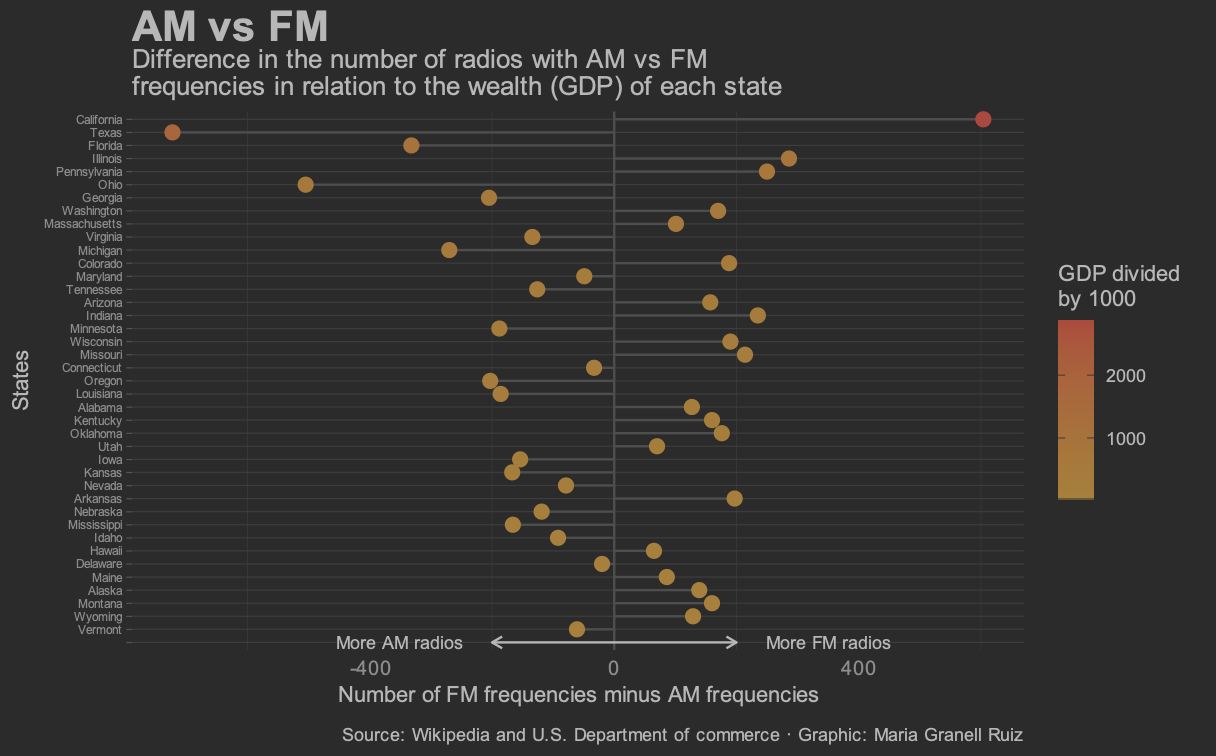 AM vs FM
Difference in the number of radios with AM vs FM
frequencies in relation to the wealth (GDP) of each state
California
Texas
Florida
Illinois
Pennsylvania
Ohio
Georgia
Washington
Massachusetts
Virginia
Michigan
Colorado
Maryland
Tennessee
Arizona
Indiana
Minnesota
Wisconsin
Missouri
Connecticut
Oregon
Louisiana
Alabama
Kentucky
Oklahoma
Utah
Iowa
Kansas
Nevada
Arkansas
Nebraska
Mississippi
Idaho
Hawaii
Delaware
Maine
Alaska
Montana
Wyoming
Vermont
States
More AM radios
More FM radios
-400
0
400
Number of FM frequencies minus AM frequencies
GDP divided
by 1000
2000
1000
Source: Wikipedia and U.S. Department of commerce · Graphic: Maria Granell Ruiz